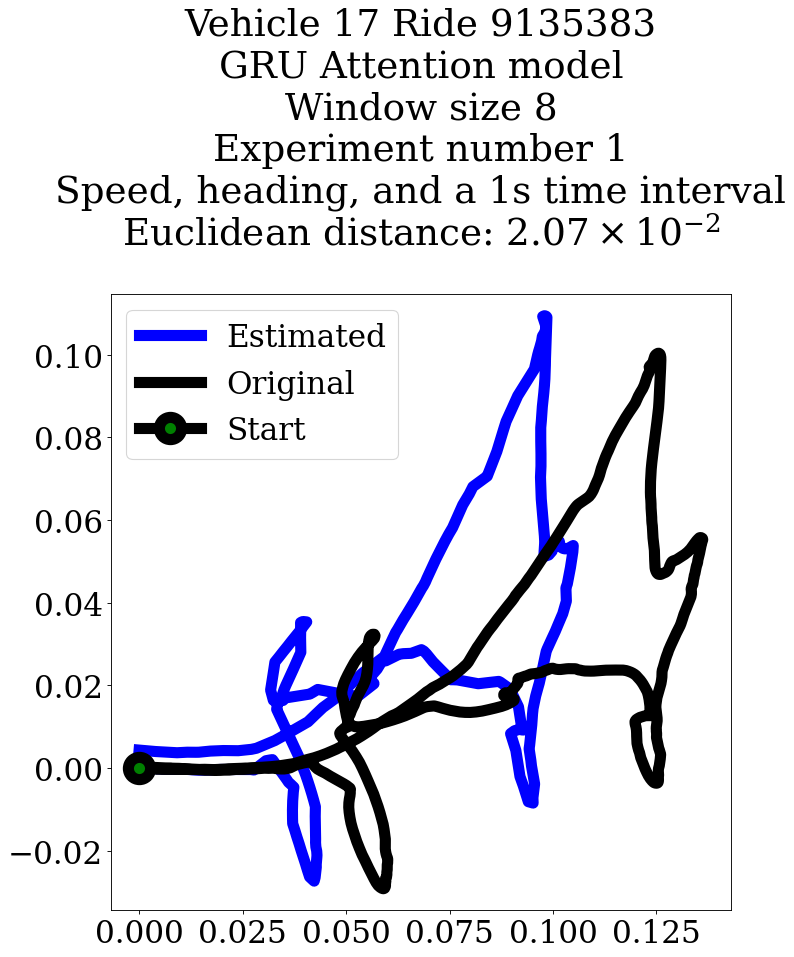 Vehicle 17 Ride 9135383
GRU Attention model
Window size 8
Experiment number 1
Speed, heading, and a 1s time interval
Euclidean distance: 2.07 × 10⁻²
Estimated
Original
Start
0.10
0.08
0.06
0.04
0.02
0.00
−0.02
0.000 0.025 0.050 0.075 0.100 0.125